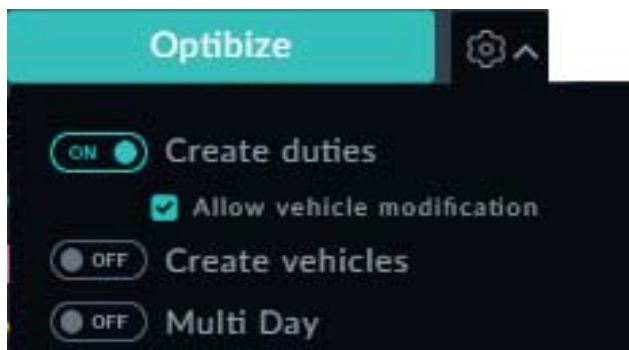 Optibize
ON Create duties
Allow vehicle modification
OFF Create vehicles
OFF Multi Day